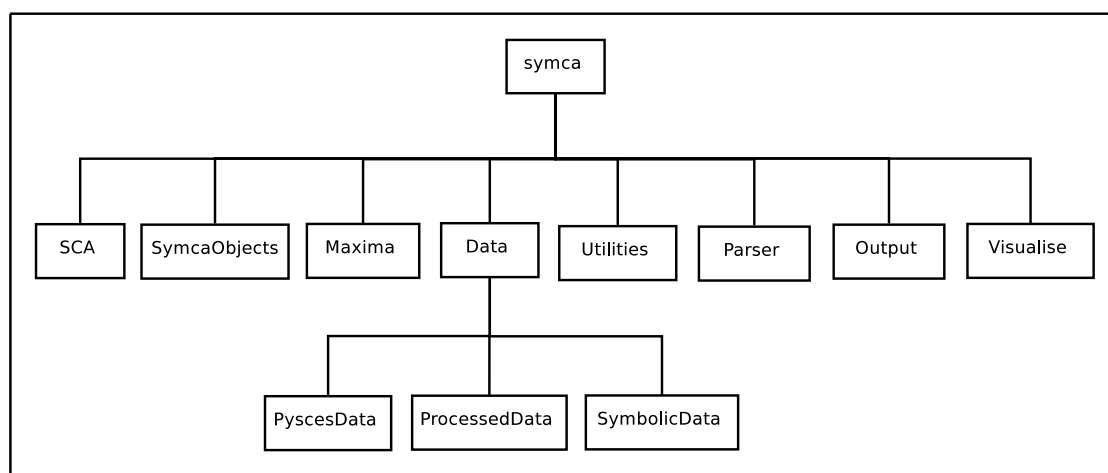 symca
SCA
SymcaObjects
Maxima
Data
Utilities
Parser
Output
Visualise
PyscesData
ProcessedData
SymbolicData